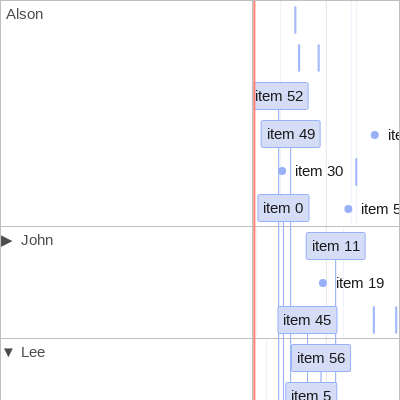 Alson
item 52
item 49
item 30
item 0
▶ John
item 11
item 19
item 45
▼ Lee
item 56
item 5